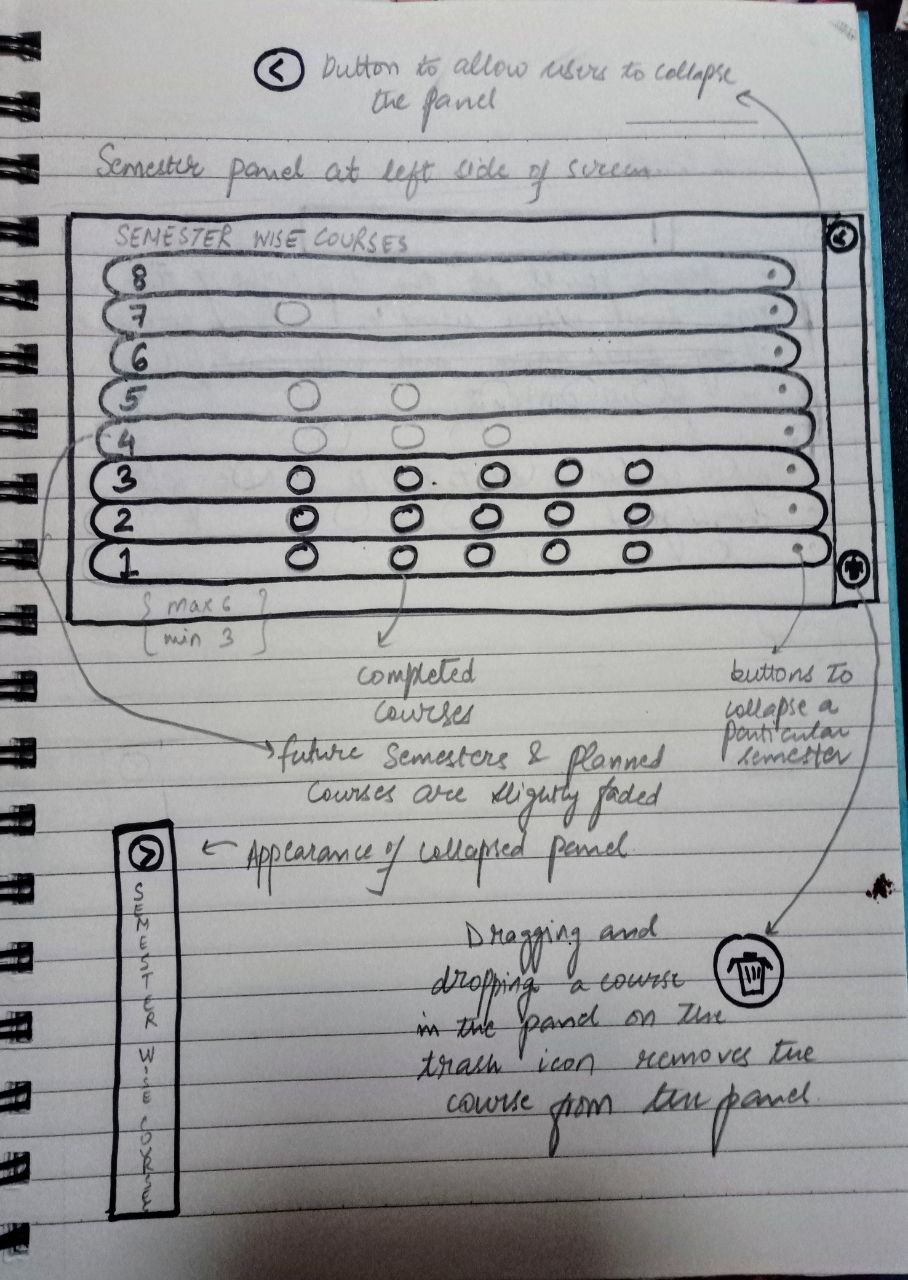 < button to allow users to collapse
the panel
Semester panel at left side of screen
SEMESTER WISE COURSES
<
8
7
6
5
4
3
2
1
{ max 6 }
{ min 3 }
completed
courses
buttons to
collapse a
particular
semester
future semesters & planned
courses are slightly faded
>
← Appearance of collapsed panel
SEMESTER WISE COURSE
Dragging and
dropping a course
in the panel on the
trash icon removes the
course from the panel